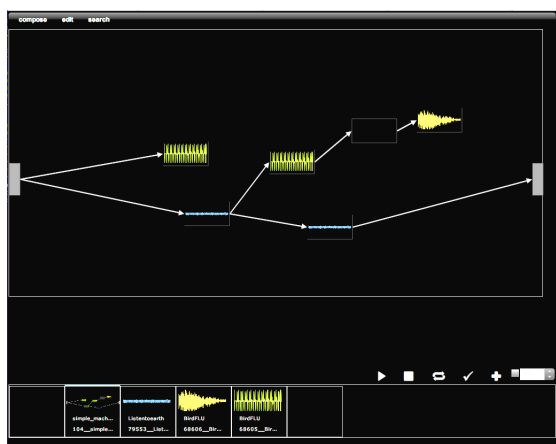 compose edit search
simple_mach... Listentoearth BirdFLU BirdFLU
104__simple... 79553__List... 68606__Bir... 68605__Bir...